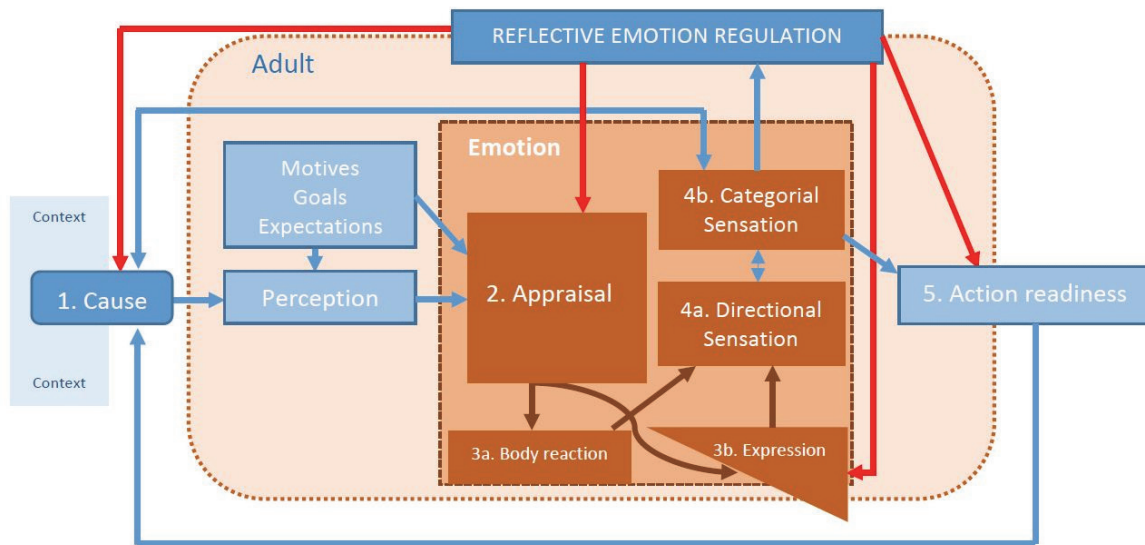 REFLECTIVE EMOTION REGULATION
Adult
Emotion
Motives
Goals
Expectations
4b. Categorial
Sensation
Context
1. Cause
Perception
2. Appraisal
4a. Directional
Sensation
5. Action readiness
Context
3a. Body reaction
3b. Expression